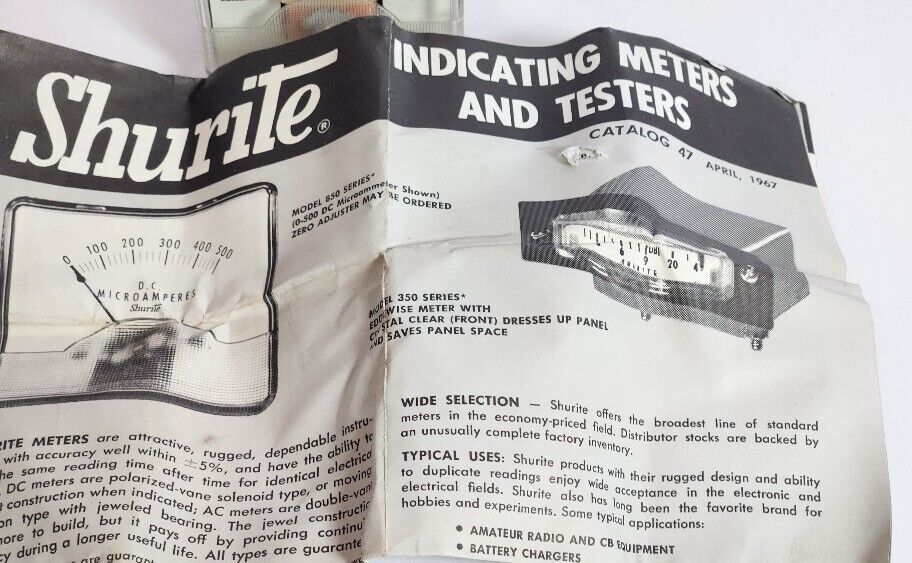 Shurite®
INDICATING METERS
AND TESTERS
CATALOG 47 APRIL, 1967
MODEL 850 SERIES*
(0-500 DC Microammeter Shown)
ZERO ADJUSTER MAY BE ORDERED
0 100 200 300 400 500
D.C.
MICROAMPERES
Shurite
6 9 20
SHURITE
MODEL 350 SERIES*
EDGEWISE METER WITH
CRYSTAL CLEAR (FRONT) DRESSES UP PANEL
AND SAVES PANEL SPACE
RITE METERS are attractive, rugged, dependable instru-
with accuracy well within ±5%, and have the ability to
he same reading time after time for identical electrical
DC meters are polarized-vane solenoid type, or moving
construction when indicated; AC meters are double-vane
on type with jeweled bearing. The jewel constructio
more to build, but it pays off by providing continu
cy during a longer useful life. All types are guarante
are guarant
WIDE SELECTION — Shurite offers the broadest line of standard
meters in the economy-priced field. Distributor stocks are backed by
an unusually complete factory inventory.
TYPICAL USES: Shurite products with their rugged design and ability
to duplicate readings enjoy wide acceptance in the electronic and
electrical fields. Shurite also has long been the favorite brand for
hobbies and experiments. Some typical applications:
• AMATEUR RADIO AND CB EQUIPMENT
• BATTERY CHARGERS